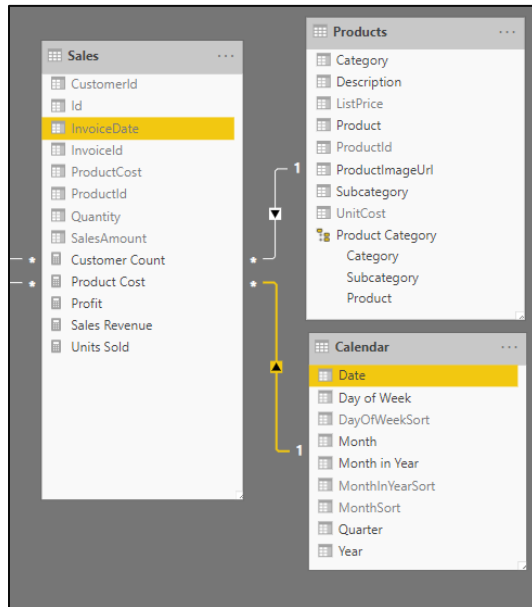 Sales
CustomerId
Id
InvoiceDate
InvoiceId
ProductCost
ProductId
Quantity
SalesAmount
Customer Count
Product Cost
Profit
Sales Revenue
Units Sold
*
*
*
*
1
1
Products
Category
Description
ListPrice
Product
ProductId
ProductImageUrl
Subcategory
UnitCost
Product Category
Category
Subcategory
Product
Calendar
Date
Day of Week
DayOfWeekSort
Month
Month in Year
MonthInYearSort
MonthSort
Quarter
Year